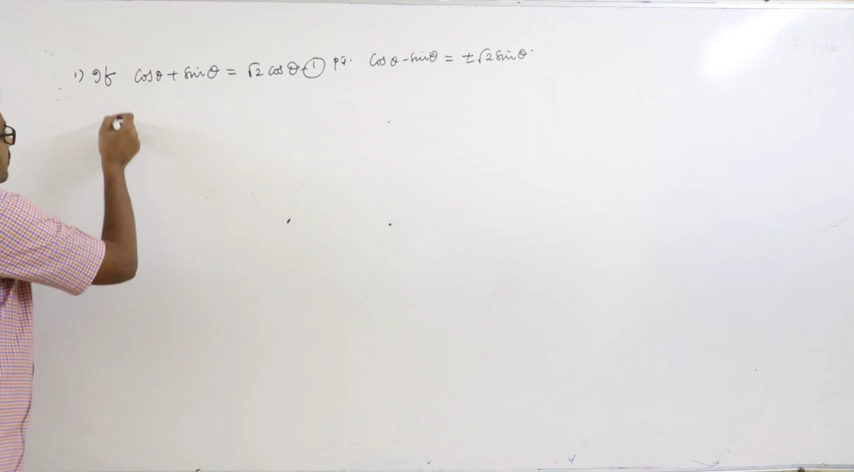 1) If cosθ + sinθ = √2 cosθ -① P.T. cosθ - sinθ = ±√2 sinθ.